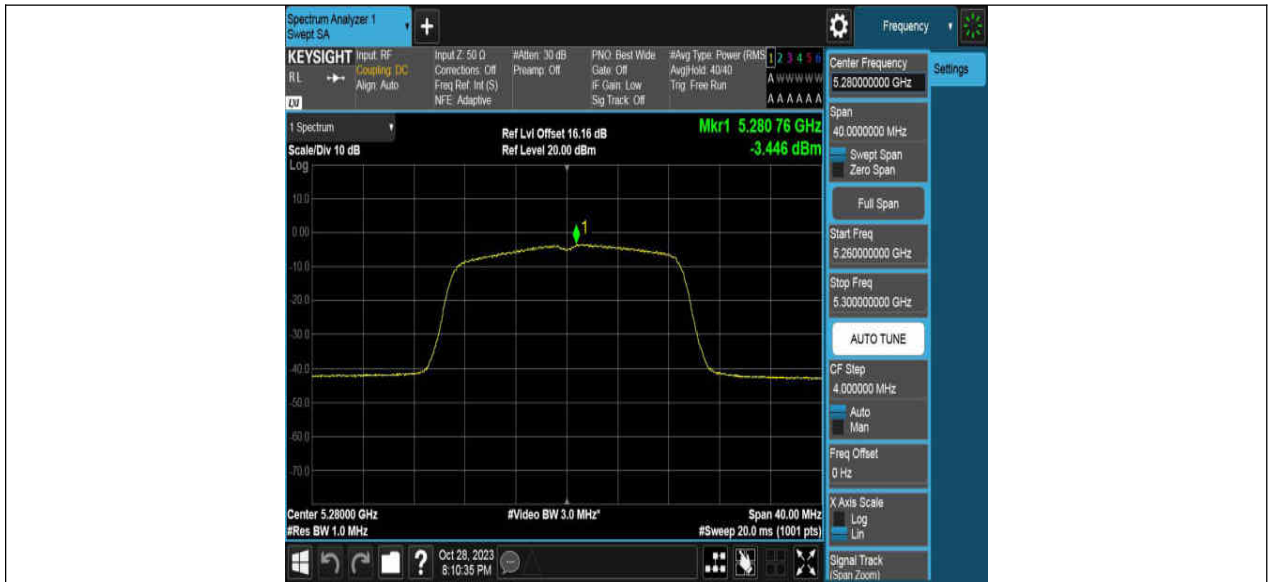 Spectrum Analyzer 1
Swept SA
+
Frequency
KEYSIGHT
RL
LXI
Input: RF
Coupling: DC
Align: Auto
Input Z: 50 Ω
Corrections: Off
Freq Ref: Int (S)
NFE: Adaptive
#Atten: 30 dB
Preamp: Off
PNO: Best Wide
Gate: Off
IF Gain: Low
Sig Track: Off
#Avg Type: Power (RMS
Avg|Hold: 40/40
Trig: Free Run
1 2 3 4 5 6
A W W W W W
A A A A A A
Center Frequency
5.280000000 GHz
Settings
Span
40.0000000 MHz
Swept Span
Zero Span
Full Span
Start Freq
5.260000000 GHz
Stop Freq
5.300000000 GHz
AUTO TUNE
CF Step
4.000000 MHz
Auto
Man
Freq Offset
0 Hz
X Axis Scale
Log
Lin
Signal Track
(Span Zoom)
1 Spectrum
Scale/Div 10 dB
Log
Ref Lvl Offset 16.16 dB
Ref Level 20.00 dBm
Mkr1 5.280 76 GHz
-3.446 dBm
10.0
0.00
-10.0
-20.0
-30.0
-40.0
-50.0
-60.0
-70.0
1
Center 5.28000 GHz
#Res BW 1.0 MHz
#Video BW 3.0 MHz*
Span 40.00 MHz
#Sweep 20.0 ms (1001 pts)
?
Oct 28, 2023
8:10:35 PM